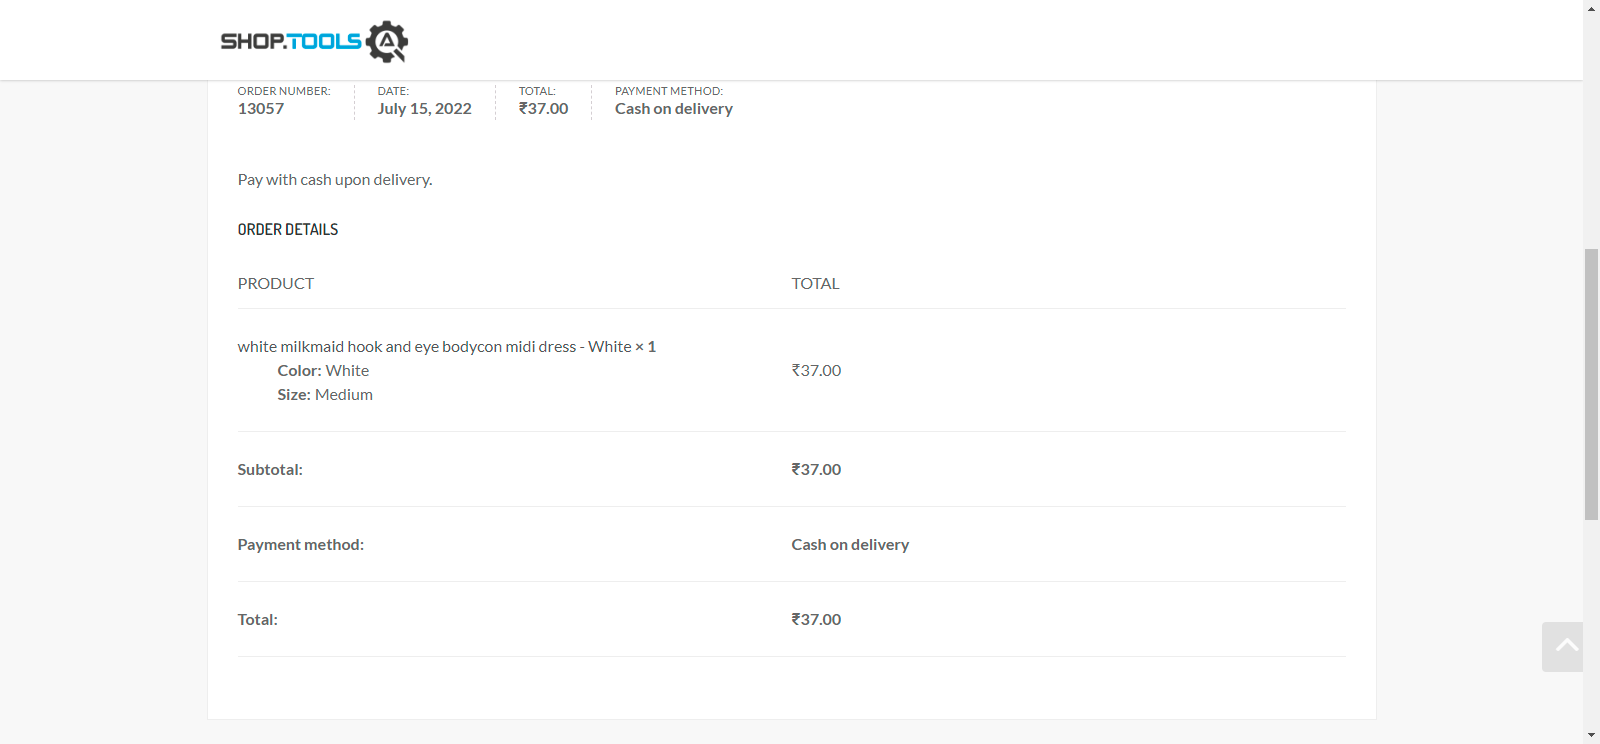 SHOP.TOOLS
ORDER NUMBER: DATE: TOTAL: PAYMENT METHOD:
13057 July 15, 2022 ₹37.00 Cash on delivery
Pay with cash upon delivery.
ORDER DETAILS
PRODUCT TOTAL
white milkmaid hook and eye bodycon midi dress - White × 1
Color: White ₹37.00
Size: Medium
Subtotal: ₹37.00
Payment method: Cash on delivery
Total: ₹37.00